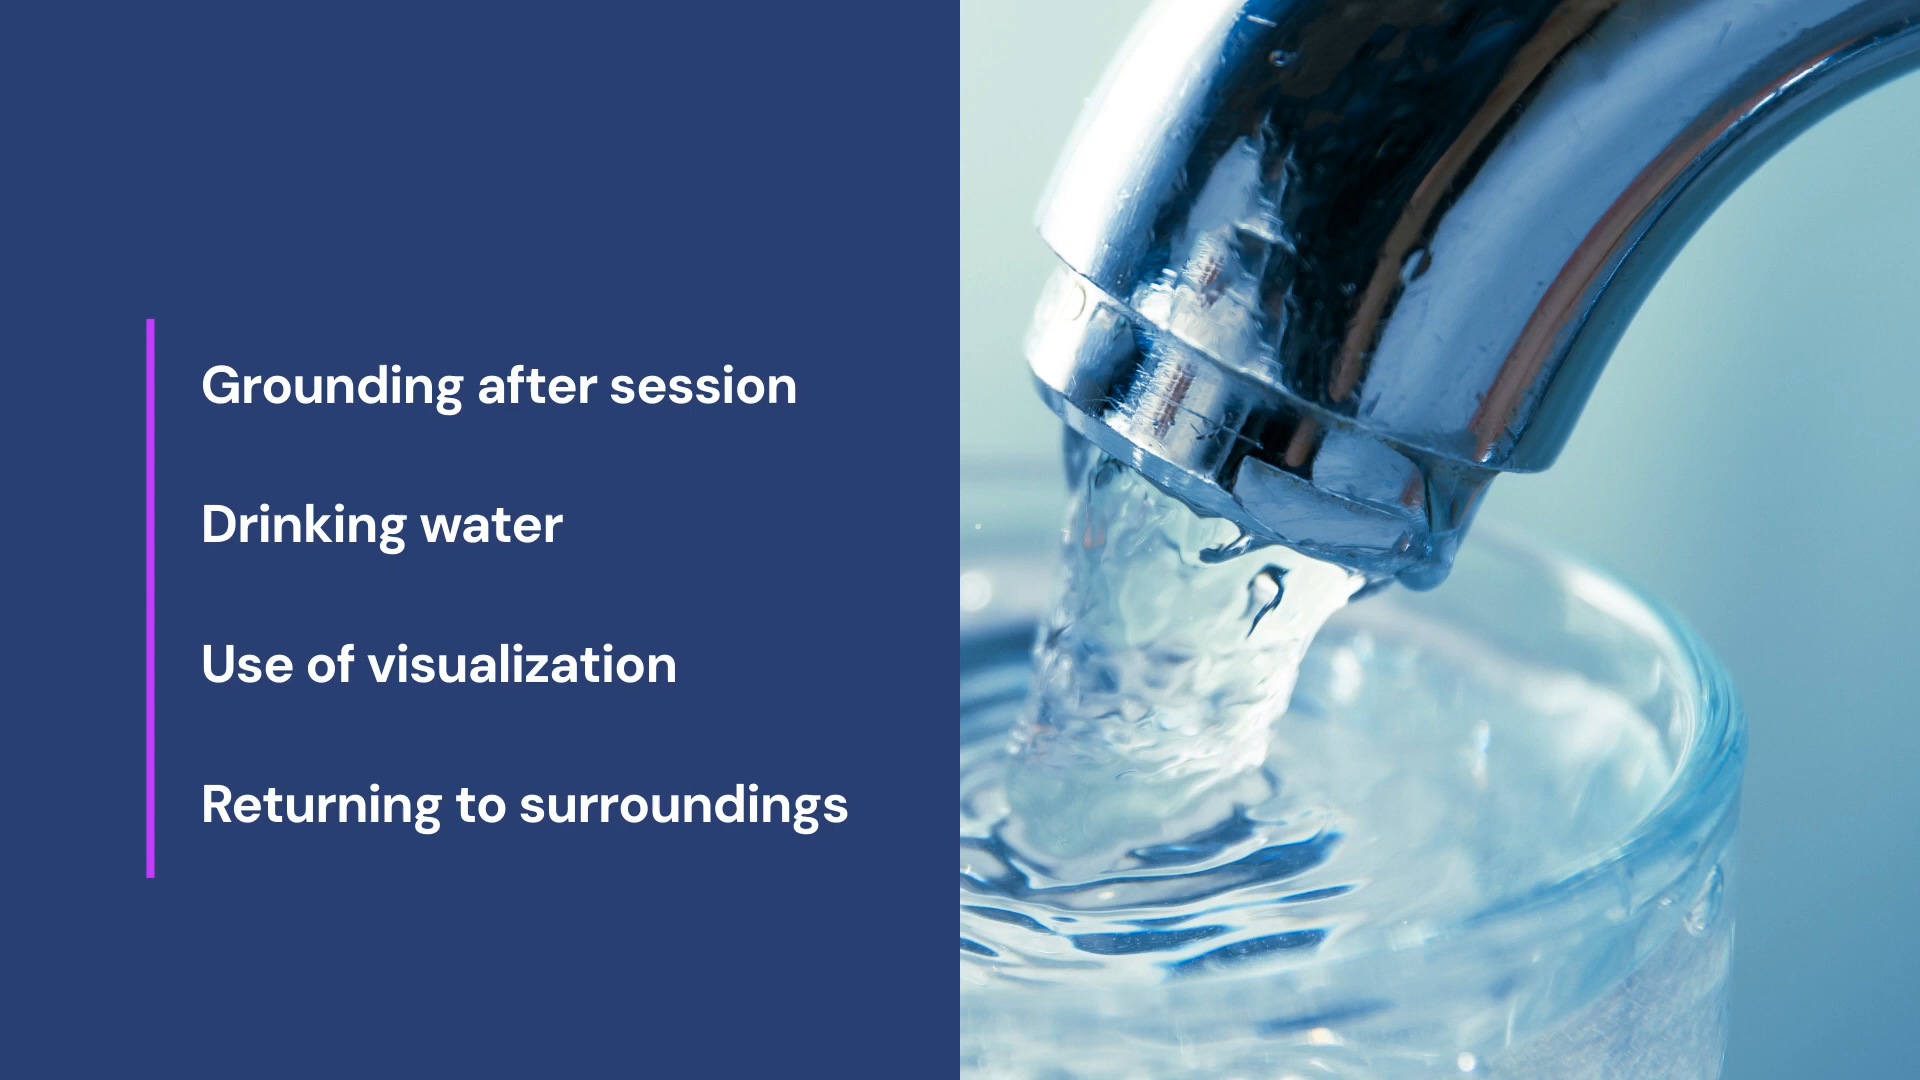 Grounding after session
Drinking water
Use of visualization
Returning to surroundings